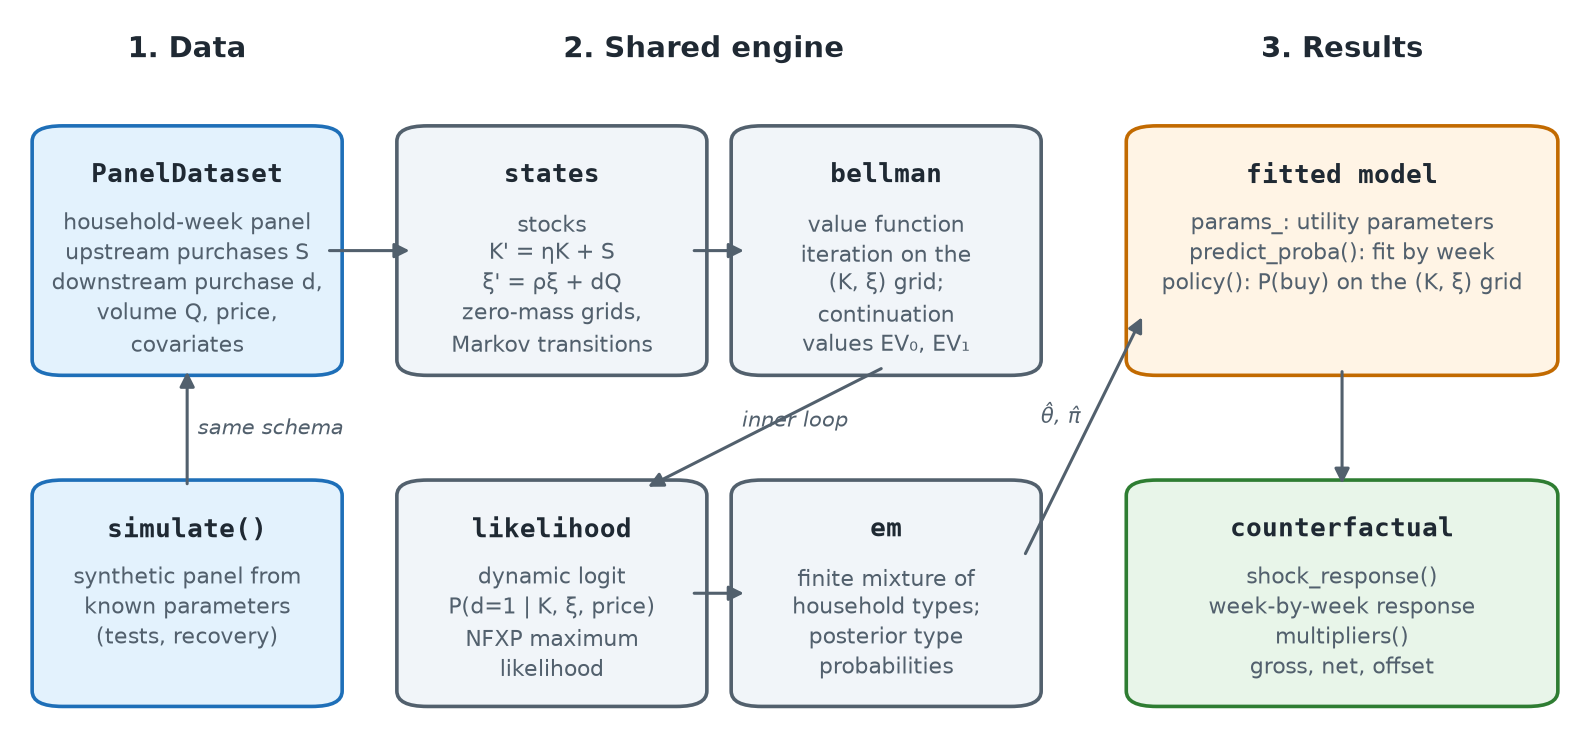 1. Data
2. Shared engine
3. Results
PanelDataset
household-week panel
upstream purchases S
downstream purchase d,
volume Q, price,
covariates
states
stocks
K' = ηK + S
ξ' = ρξ + dQ
zero-mass grids,
Markov transitions
bellman
value function
iteration on the
(K, ξ) grid;
continuation
values EV₀, EV₁
fitted model
params_: utility parameters
predict_proba(): fit by week
policy(): P(buy) on the (K, ξ) grid
same schema
inner loop
θ̂, π̂
simulate()
synthetic panel from
known parameters
(tests, recovery)
likelihood
dynamic logit
P(d=1 | K, ξ, price)
NFXP maximum
likelihood
em
finite mixture of
household types;
posterior type
probabilities
counterfactual
shock_response()
week-by-week response
multipliers()
gross, net, offset